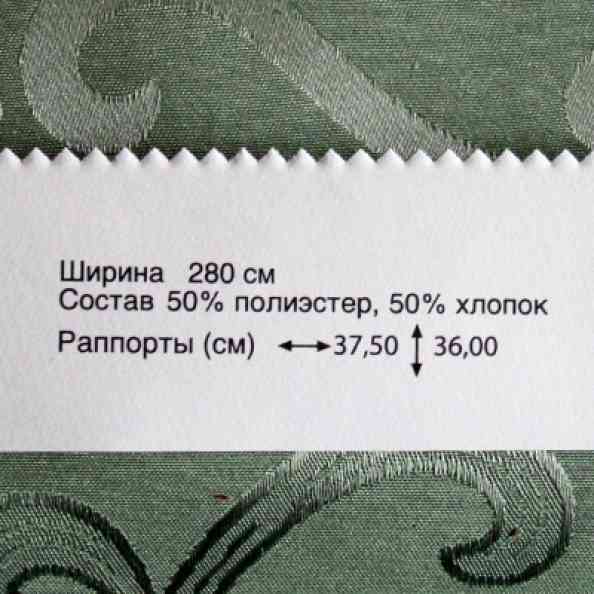 Ширина 280 см
Состав 50% полиэстер, 50% хлопок
Раппорты (см) ↔37,50 ↕ 36,00